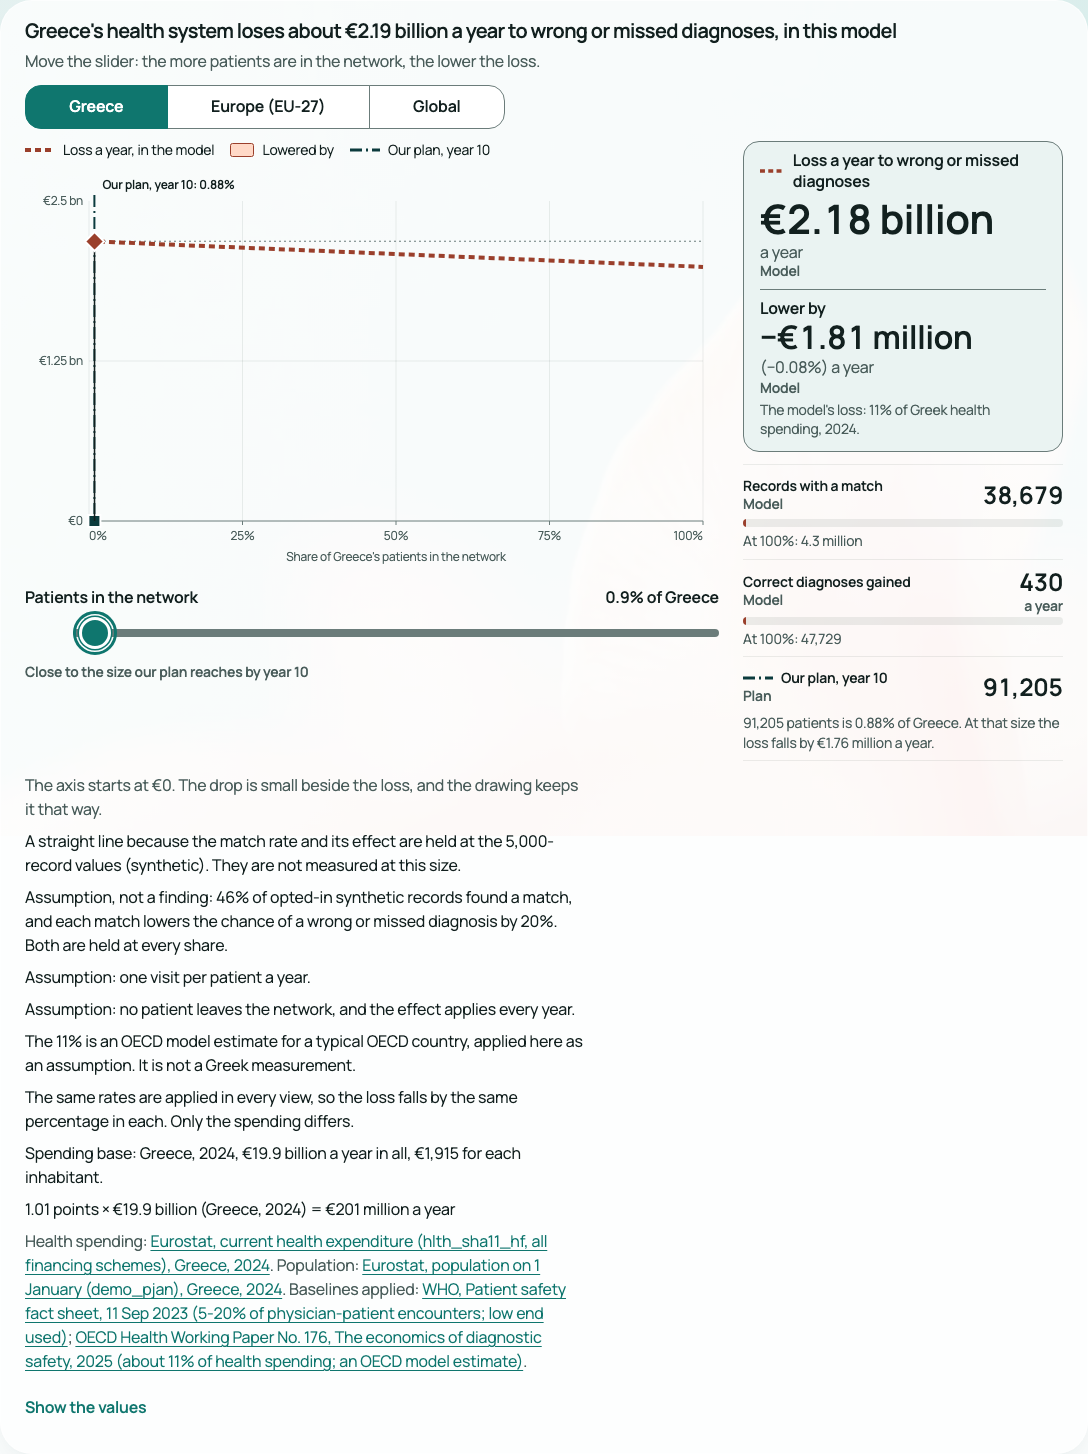 Greece's health system loses about €2.19 billion a year to wrong or missed diagnoses, in this model
Move the slider: the more patients are in the network, the lower the loss.
Greece
Europe (EU-27)
Global
Loss a year, in the model
Lowered by
Our plan, year 10
Our plan, year 10: 0.88%
€2.5 bn
€1.25 bn
€0
0%
25%
50%
75%
100%
Share of Greece's patients in the network
Patients in the network
0.9% of Greece
Close to the size our plan reaches by year 10
Loss a year to wrong or missed
diagnoses
€2.18 billion
a year
Model
Lower by
−€1.81 million
(−0.08%) a year
Model
The model's loss: 11% of Greek health
spending, 2024.
Records with a match
Model
38,679
At 100%: 4.3 million
Correct diagnoses gained
Model
430
a year
At 100%: 47,729
Our plan, year 10
Plan
91,205
91,205 patients is 0.88% of Greece. At that size the
loss falls by €1.76 million a year.
The axis starts at €0. The drop is small beside the loss, and the drawing keeps
it that way.
A straight line because the match rate and its effect are held at the 5,000-
record values (synthetic). They are not measured at this size.
Assumption, not a finding: 46% of opted-in synthetic records found a match,
and each match lowers the chance of a wrong or missed diagnosis by 20%.
Both are held at every share.
Assumption: one visit per patient a year.
Assumption: no patient leaves the network, and the effect applies every year.
The 11% is an OECD model estimate for a typical OECD country, applied here as
an assumption. It is not a Greek measurement.
The same rates are applied in every view, so the loss falls by the same
percentage in each. Only the spending differs.
Spending base: Greece, 2024, €19.9 billion a year in all, €1,915 for each
inhabitant.
1.01 points × €19.9 billion (Greece, 2024) = €201 million a year
Health spending: Eurostat, current health expenditure (hlth_sha11_hf, all
financing schemes), Greece, 2024. Population: Eurostat, population on 1
January (demo_pjan), Greece, 2024. Baselines applied: WHO, Patient safety
fact sheet, 11 Sep 2023 (5-20% of physician-patient encounters; low end
used); OECD Health Working Paper No. 176, The economics of diagnostic
safety, 2025 (about 11% of health spending; an OECD model estimate).
Show the values